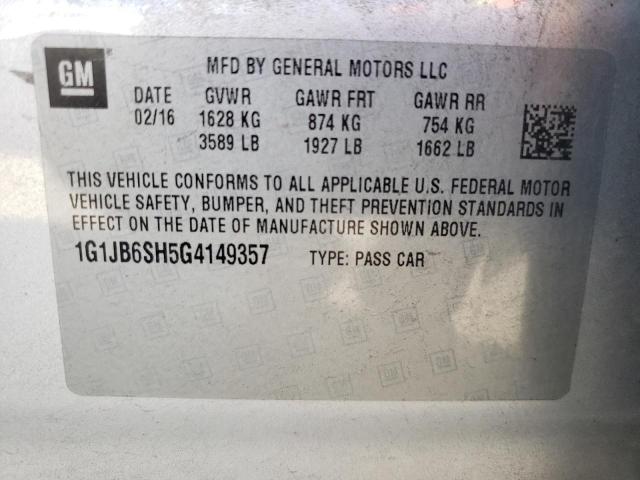 GM
MFD BY GENERAL MOTORS LLC
DATE GVWR GAWR FRT GAWR RR
02/16 1628 KG 874 KG 754 KG
3589 LB 1927 LB 1662 LB
THIS VEHICLE CONFORMS TO ALL APPLICABLE U.S. FEDERAL MOTOR
VEHICLE SAFETY, BUMPER, AND THEFT PREVENTION STANDARDS IN
EFFECT ON THE DATE OF MANUFACTURE SHOWN ABOVE.
1G1JB6SH5G4149357 TYPE: PASS CAR